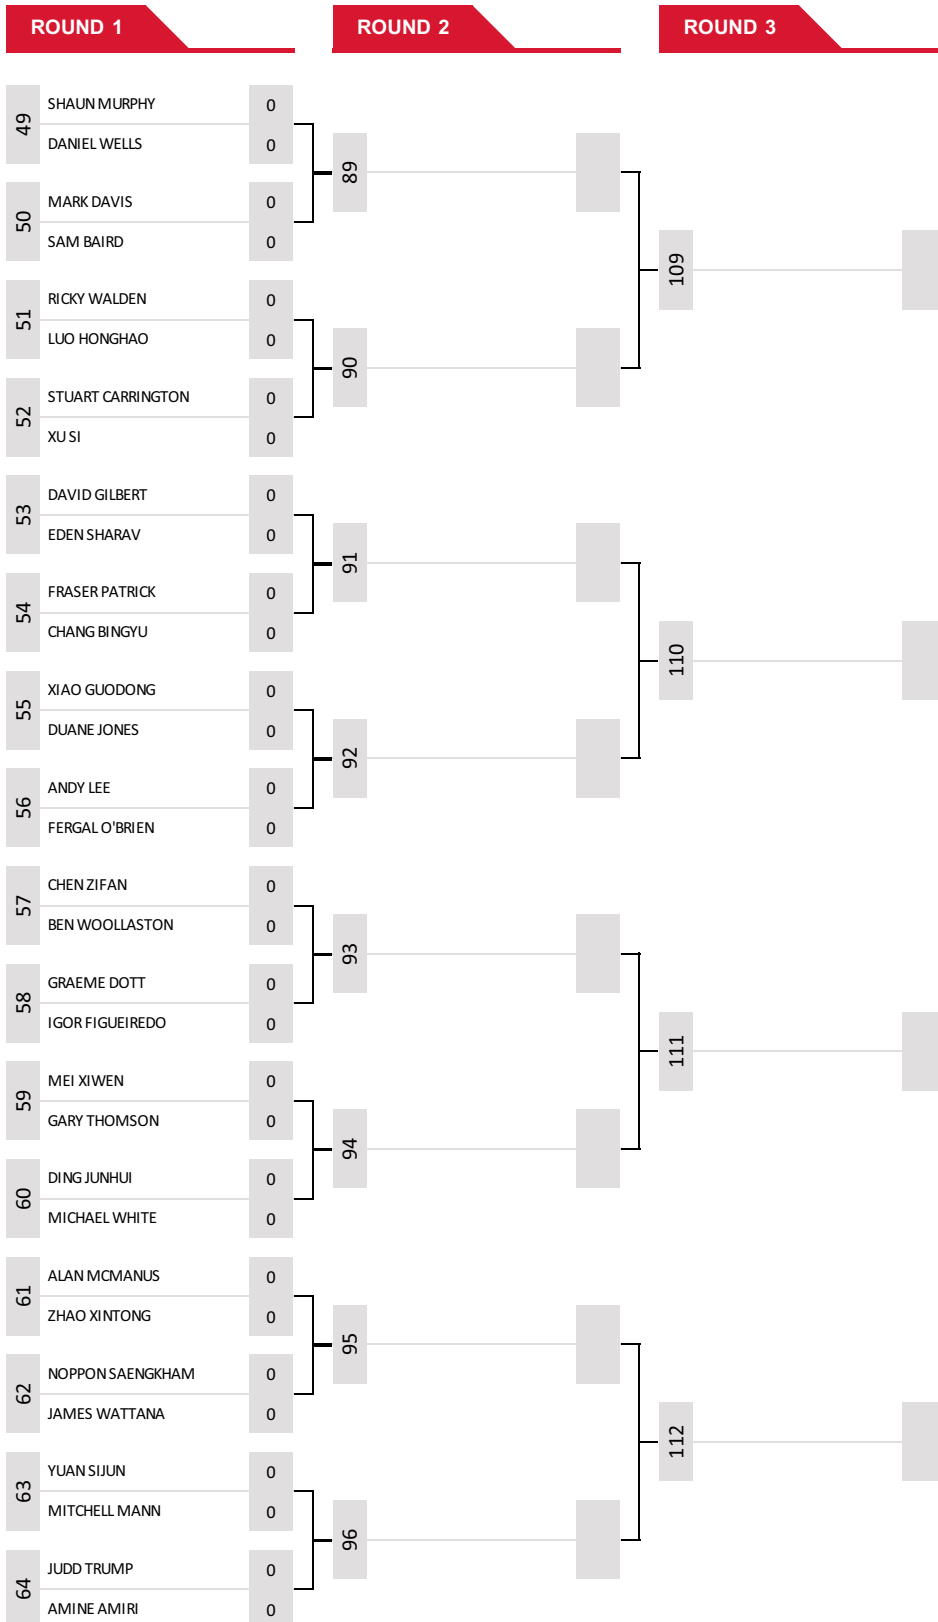 ROUND 1
ROUND 2
ROUND 3
49
SHAUN MURPHY 0
DANIEL WELLS 0
50
MARK DAVIS 0
SAM BAIRD 0
89
51
RICKY WALDEN 0
LUO HONGHAO 0
52
STUART CARRINGTON 0
XU SI 0
90
109
53
DAVID GILBERT 0
EDEN SHARAV 0
54
FRASER PATRICK 0
CHANG BINGYU 0
91
55
XIAO GUODONG 0
DUANE JONES 0
56
ANDY LEE 0
FERGAL O'BRIEN 0
92
110
57
CHEN ZIFAN 0
BEN WOOLLASTON 0
58
GRAEME DOTT 0
IGOR FIGUEIREDO 0
93
59
MEI XIWEN 0
GARY THOMSON 0
60
DING JUNHUI 0
MICHAEL WHITE 0
94
111
61
ALAN MCMANUS 0
ZHAO XINTONG 0
62
NOPPON SAENGKHAM 0
JAMES WATTANA 0
95
63
YUAN SIJUN 0
MITCHELL MANN 0
64
JUDD TRUMP 0
AMINE AMIRI 0
96
112